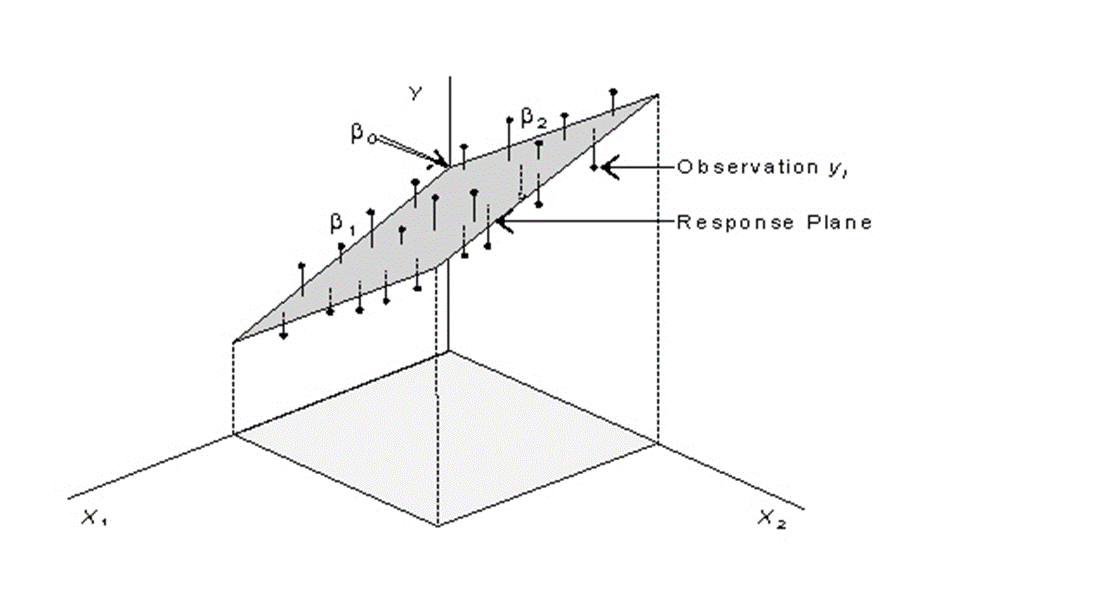 Y
β₀
β₂
Observation yᵢ
β₁
Response Plane
X₁
X₂